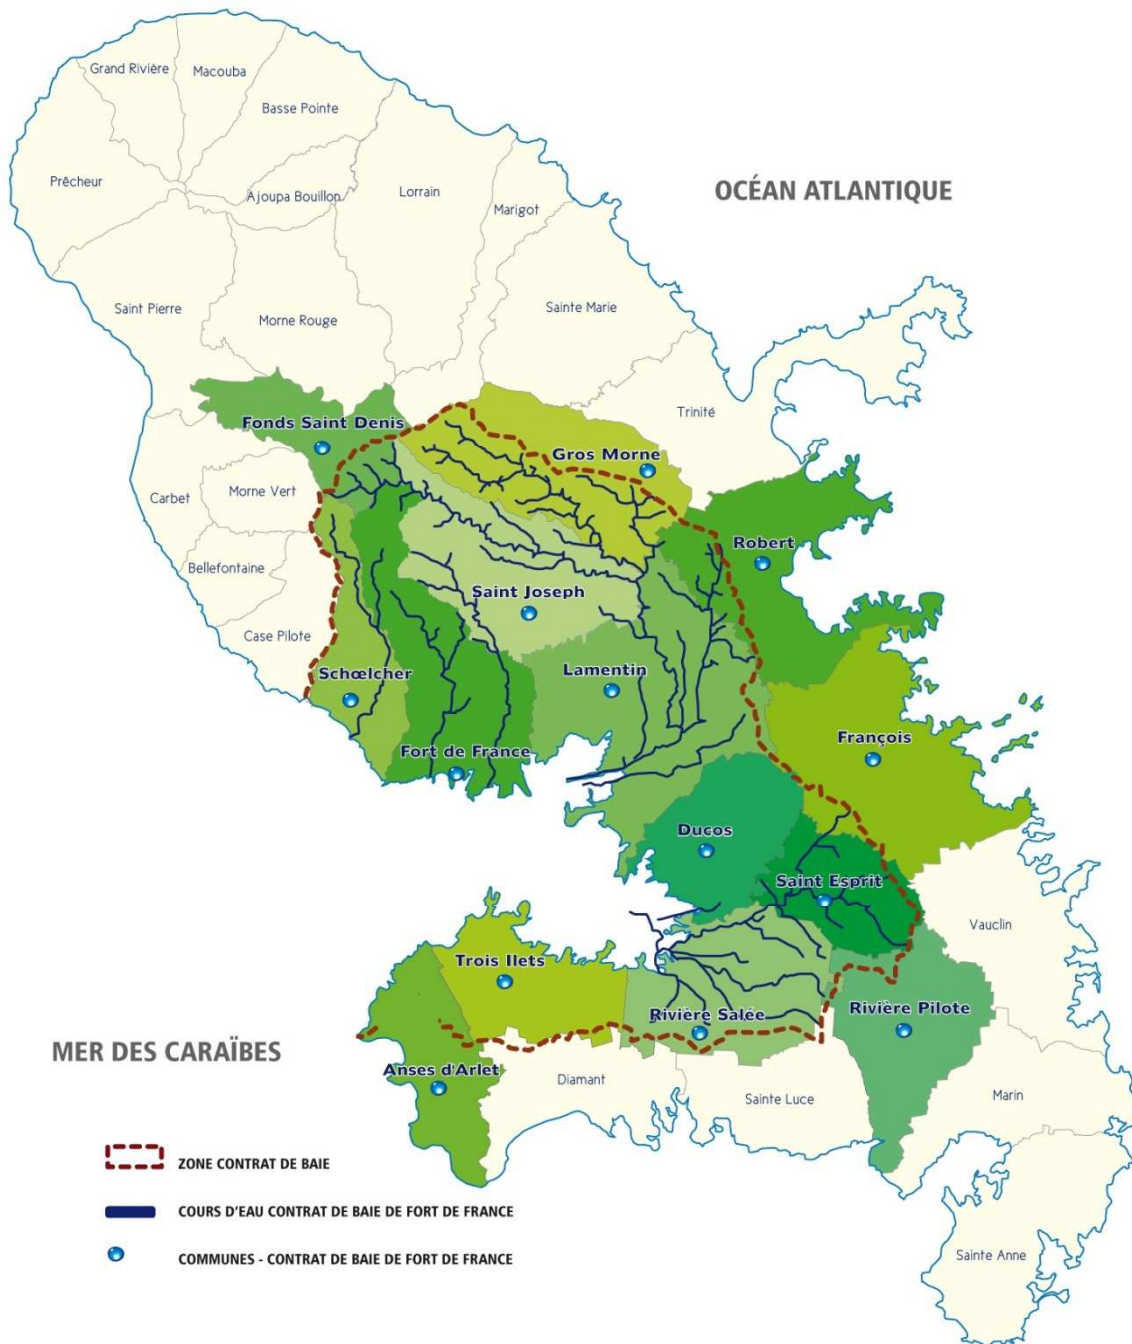 Grand Rivière
Macouba
Basse Pointe
Prêcheur
Ajoupa Bouillon
Lorrain
Marigot
OCÉAN ATLANTIQUE
Saint Pierre
Morne Rouge
Sainte Marie
Trinité
Fonds Saint Denis
Gros Morne
Carbet
Morne Vert
Robert
Bellefontaine
Saint Joseph
Case Pilote
Schœlcher
Lamentin
François
Fort de France
Ducos
Saint Esprit
Vauclin
Trois Ilets
Rivière Salée
Rivière Pilote
MER DES CARAÏBES
Anses d'Arlet
Diamant
Sainte Luce
Marin
ZONE CONTRAT DE BAIE
COURS D'EAU CONTRAT DE BAIE DE FORT DE FRANCE
COMMUNES - CONTRAT DE BAIE DE FORT DE FRANCE
Sainte Anne